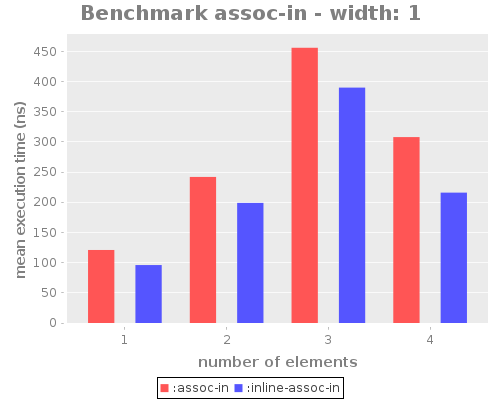 Benchmark assoc-in - width: 1
mean execution time (ns)
450
400
350
300
250
200
150
100
50
0
1 2 3 4
number of elements
:assoc-in :inline-assoc-in